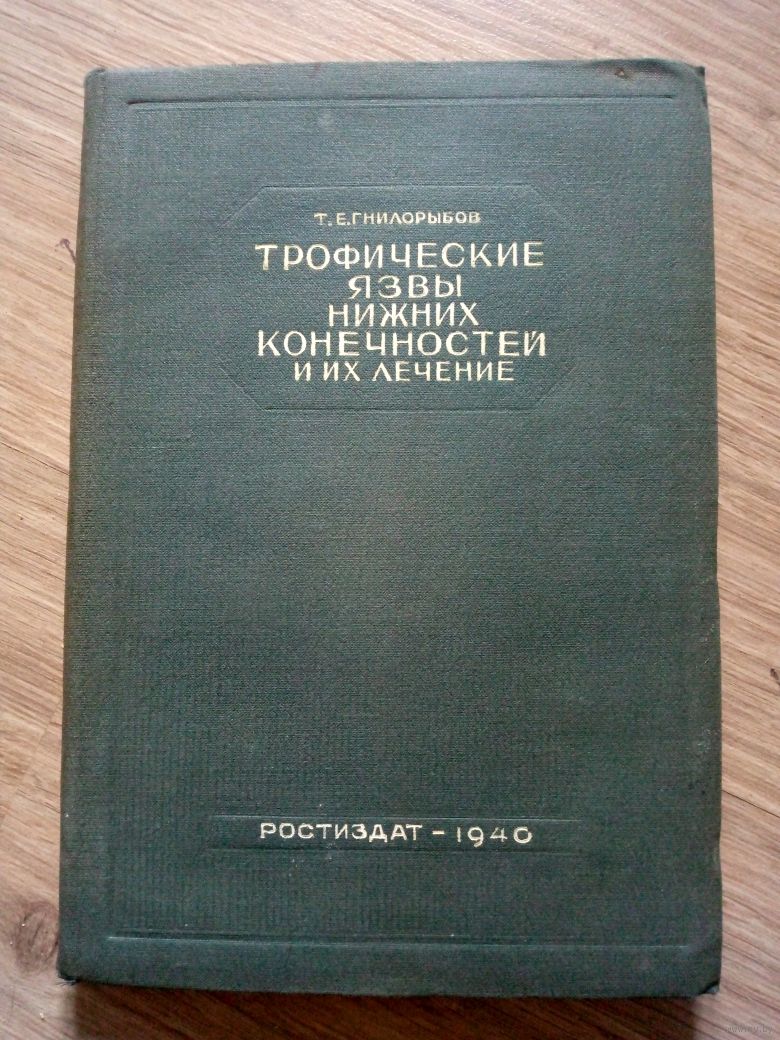 Т. Е. ГНИЛОРЫБОВ
ТРОФИЧЕСКИЕ
ЯЗВЫ
НИЖНИХ
КОНЕЧНОСТЕЙ
И ИХ ЛЕЧЕНИЕ
РОСТИЗДАТ – 1940